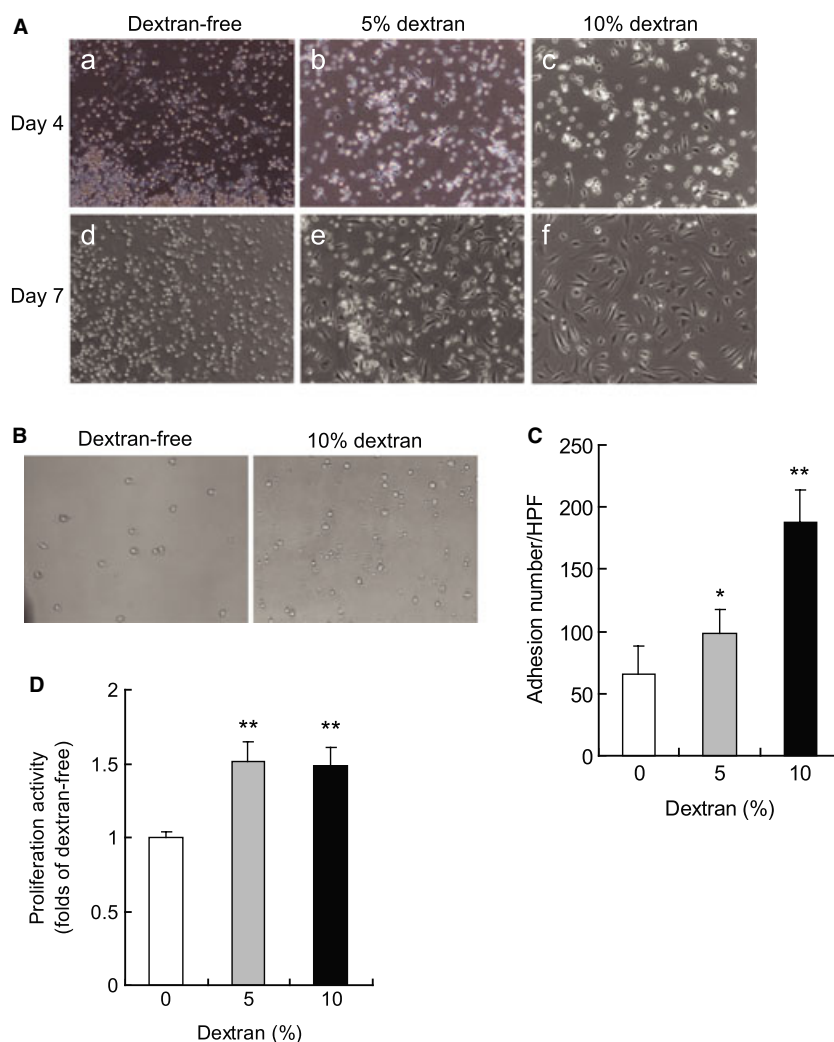 A
Dextran-free 5% dextran 10% dextran
Day 4
a b c
Day 7
d e f
B
Dextran-free 10% dextran
C
Adhesion number/HPF
250
200
150
100
50
0
* **
0 5 10
Dextran (%)
D
Proliferation activity
(folds of dextran-free)
2
1.5
1
0.5
0
** **
0 5 10
Dextran (%)